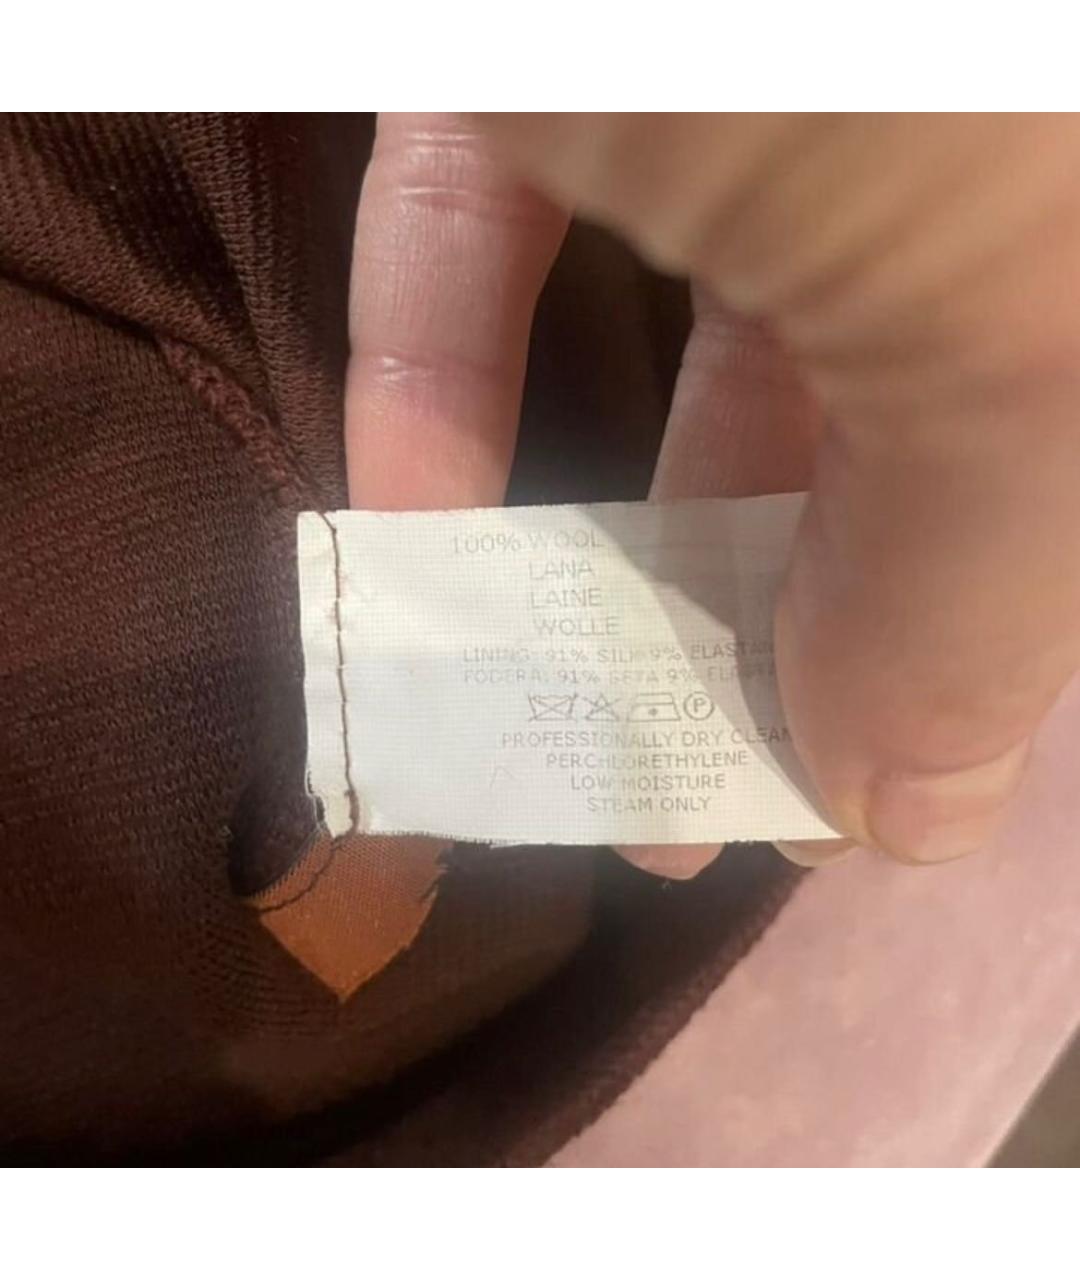 100% WOOL
LANA
LAINE
WOLLE
LINING: 91% SILK 9% ELASTAN
FODERA: 91% SETA 9%
P
PROFESSIONALLY DRY CLEAN
PERCHLORETHYLENE
LOW MOISTURE
STEAM ONLY